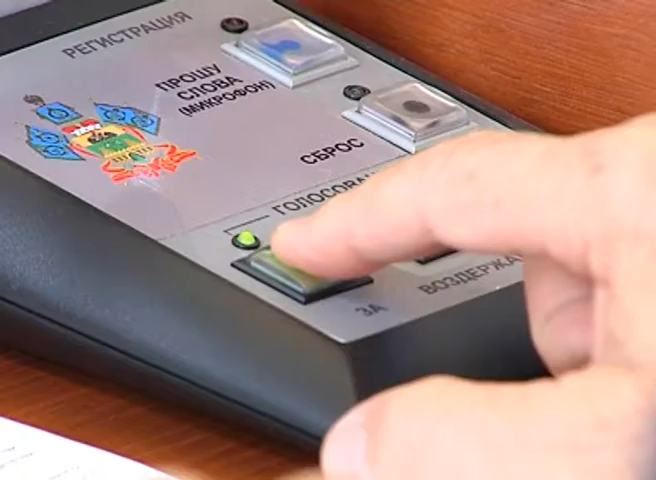 РЕГИСТРАЦИЯ
ПРОШУ
СЛОВА
(МИКРОФОН)
СБРОС
ГОЛОСОВАН
ЗА
ВОЗДЕРЖА